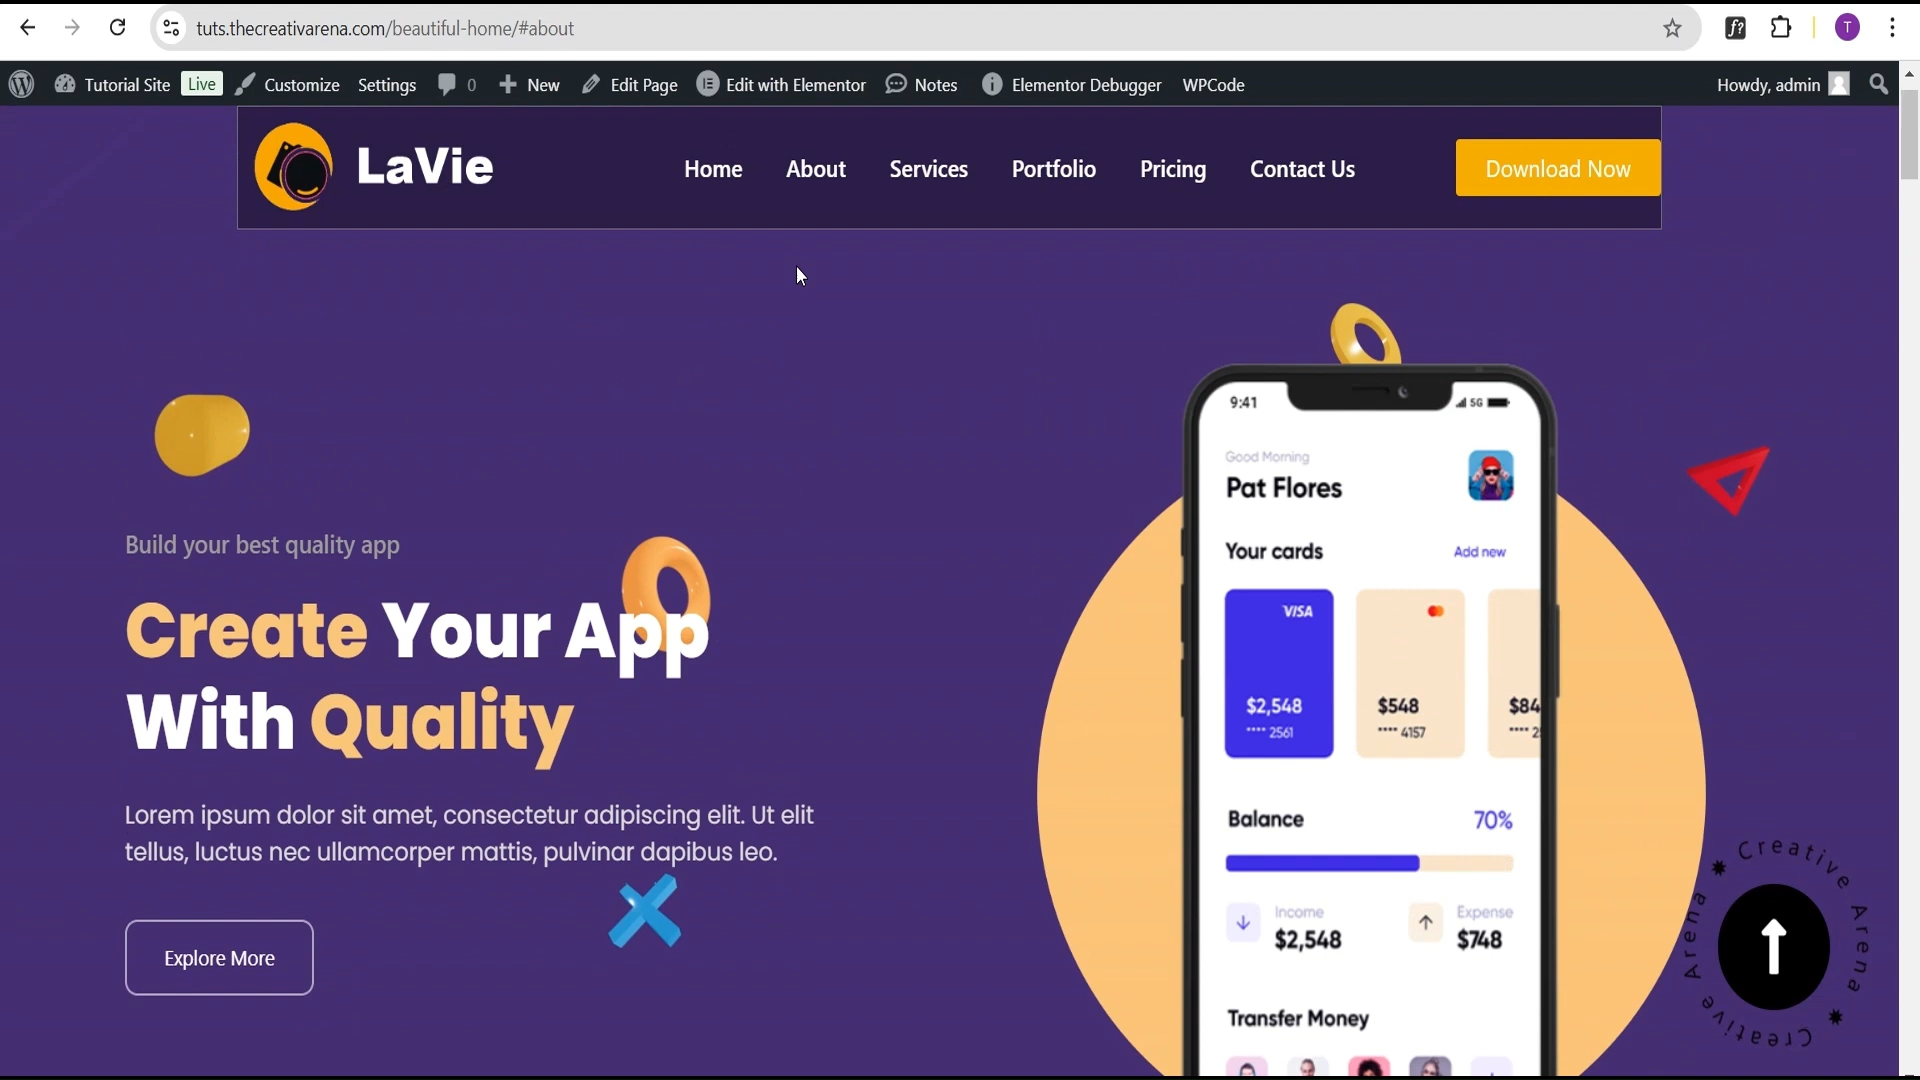 tuts.thecreativarena.com/beautiful-home/#about
T
Tutorial Site Live Customize Settings 0 New Edit Page Edit with Elementor Notes Elementor Debugger WPCode Howdy, admin
LaVie Home About Services Portfolio Pricing Contact Us Download Now
9:41 5G
Good Morning
Pat Flores
Your cards Add new
VISA
$2,548 $548 $84
**** 2561 **** 4157 **** 2
Balance 70%
Income Expense
$2,548 $748
Transfer Money
Build your best quality app
Create Your App
With Quality
Lorem ipsum dolor sit amet, consectetur adipiscing elit. Ut elit
tellus, luctus nec ullamcorper mattis, pulvinar dapibus leo.
Explore More
Creative Arena ✷ Creative Arena ✷